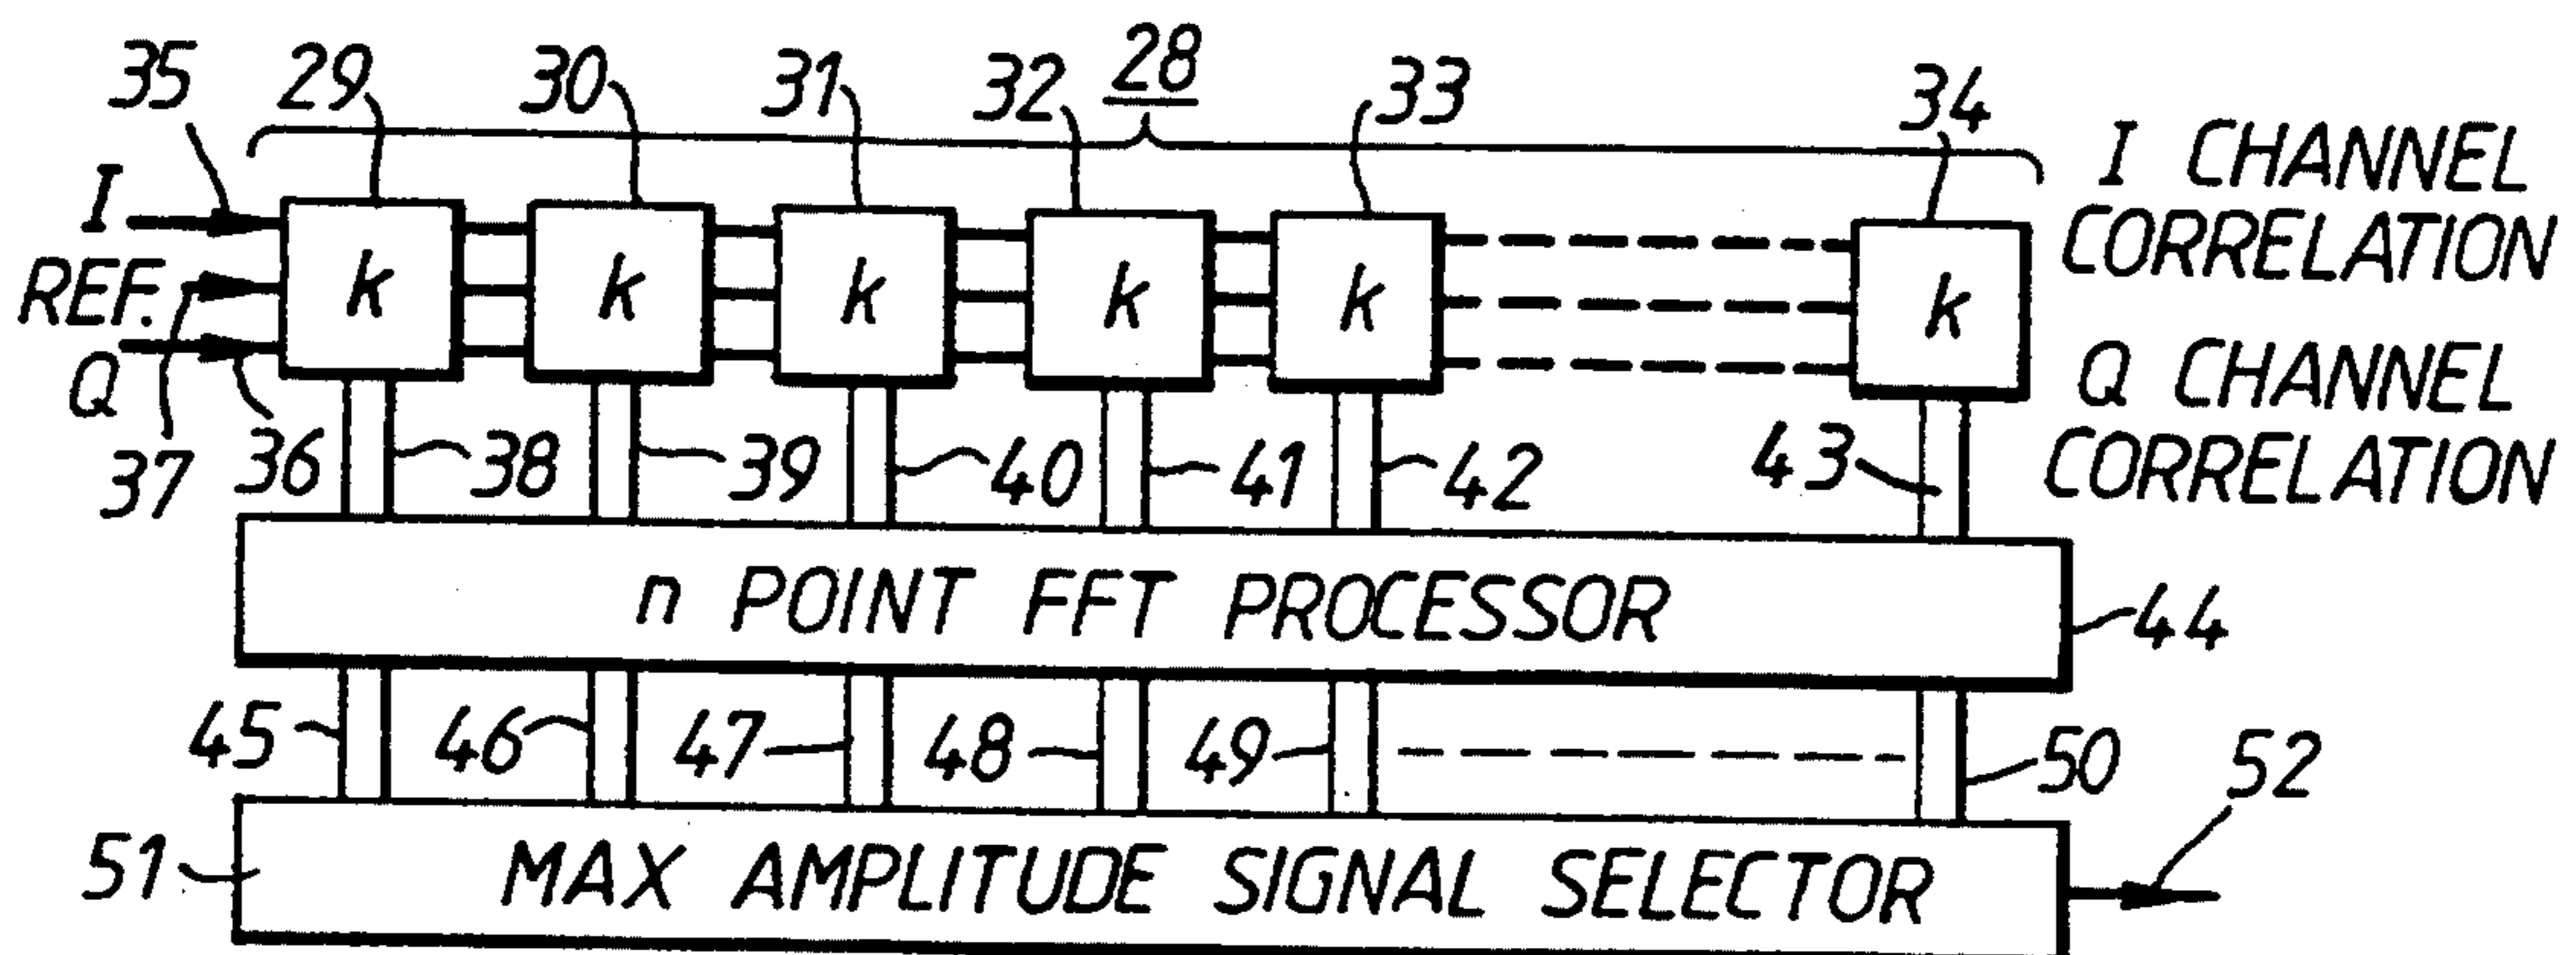 35 29 30 31 32 28 33 34
I CHANNEL
CORRELATION
I
REF.
Q
k k k k k k
Q CHANNEL
CORRELATION
37 36 38 39 40 41 42 43
n POINT FFT PROCESSOR
44
45 46 47 48 49 50 52
51 MAX AMPLITUDE SIGNAL SELECTOR